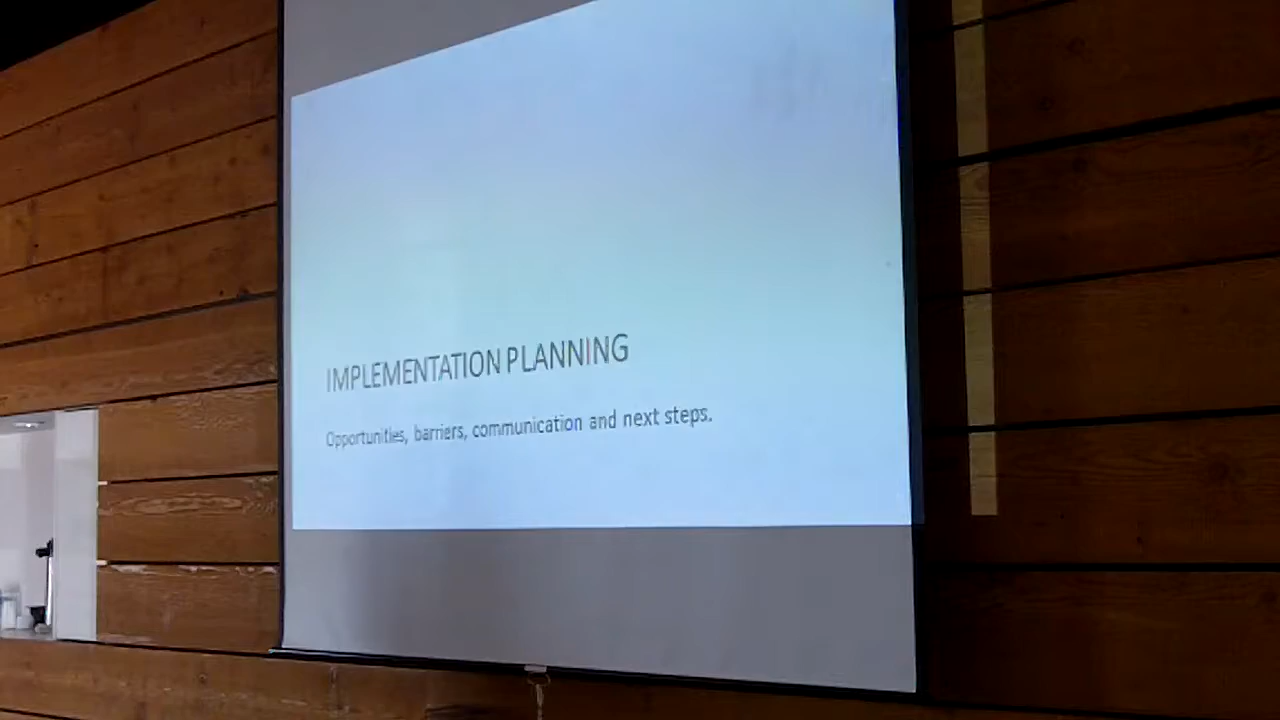 IMPLEMENTATION PLANNING
Opportunities, barriers, communication and next steps.